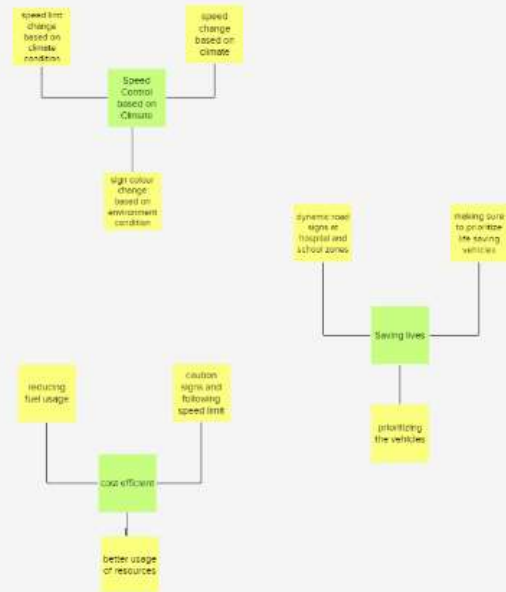 speed limit
change
based on
climate
condition
speed
change
based on
climate
Speed
Control
based on
Climate
sign colour
change
based on
environment
condition
dynamic road
signs at
hospital and
school zones
making sure
to prioritize
life saving
vehicles
Saving lives
prioritizing
the vehicles
reducing
fuel usage
caution
signs and
following
speed limit
cost efficient
better usage
of resources